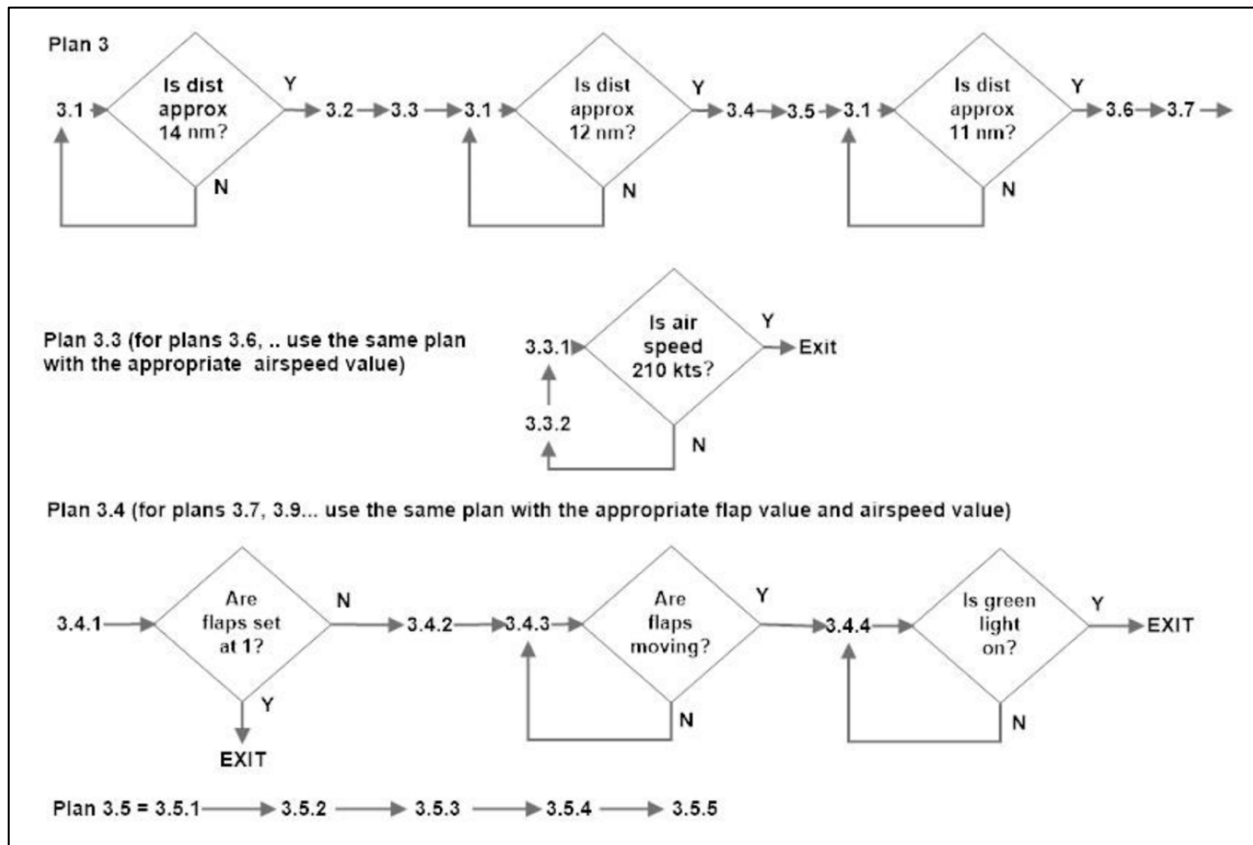 Plan 3
3.1
Is dist
approx
14 nm?
Y
N
3.2
3.3
3.1
Is dist
approx
12 nm?
Y
N
3.4
3.5
3.1
Is dist
approx
11 nm?
Y
N
3.6
3.7
Plan 3.3 (for plans 3.6, .. use the same plan
with the appropriate airspeed value)
3.3.1
Is air
speed
210 kts?
Y
Exit
3.3.2
N
Plan 3.4 (for plans 3.7, 3.9... use the same plan with the appropriate flap value and airspeed value)
3.4.1
Are
flaps set
at 1?
N
Y
EXIT
3.4.2
3.4.3
Are
flaps
moving?
Y
N
3.4.4
Is green
light
on?
Y
EXIT
N
Plan 3.5 = 3.5.1 3.5.2 3.5.3 3.5.4 3.5.5